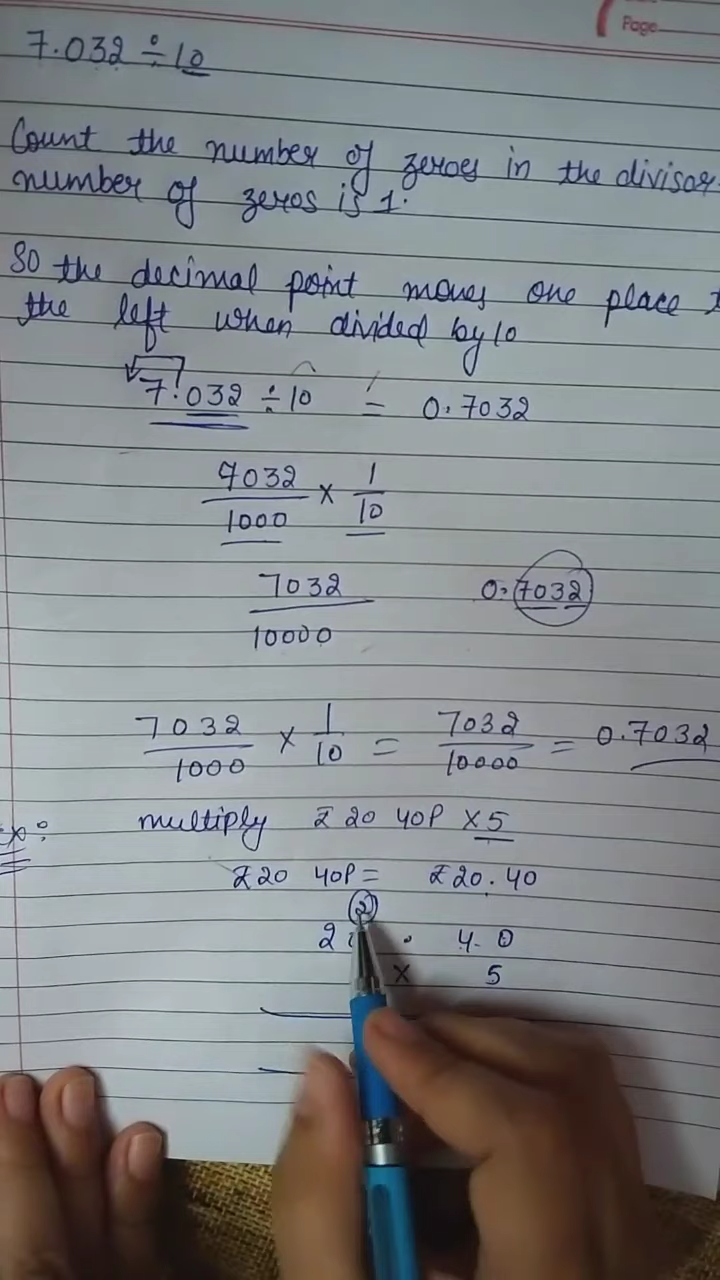 Page
7.032 ÷ 10
Count the number of zeroes in the divisor.
number of zeros is 1.
So the decimal point moves one place
the left when divided by 10
7.032 ÷ 10 = 0.7032
7032/1000 × 1/10
7032/10000 0.7032
7032/1000 × 1/10 = 7032/10000 = 0.7032
multiply ₹ 20 40P × 5
₹20 40P = ₹20.40
2
2 . 4 0
× 5